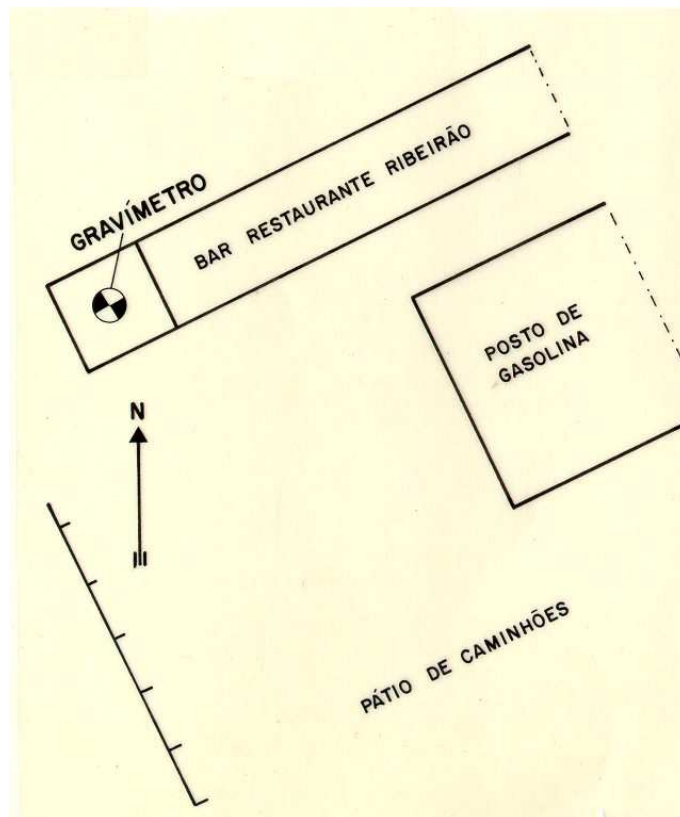 GRAVÍMETRO
BAR RESTAURANTE RIBEIRÃO
POSTO DE
GASOLINA
N
PÁTIO DE CAMINHÕES